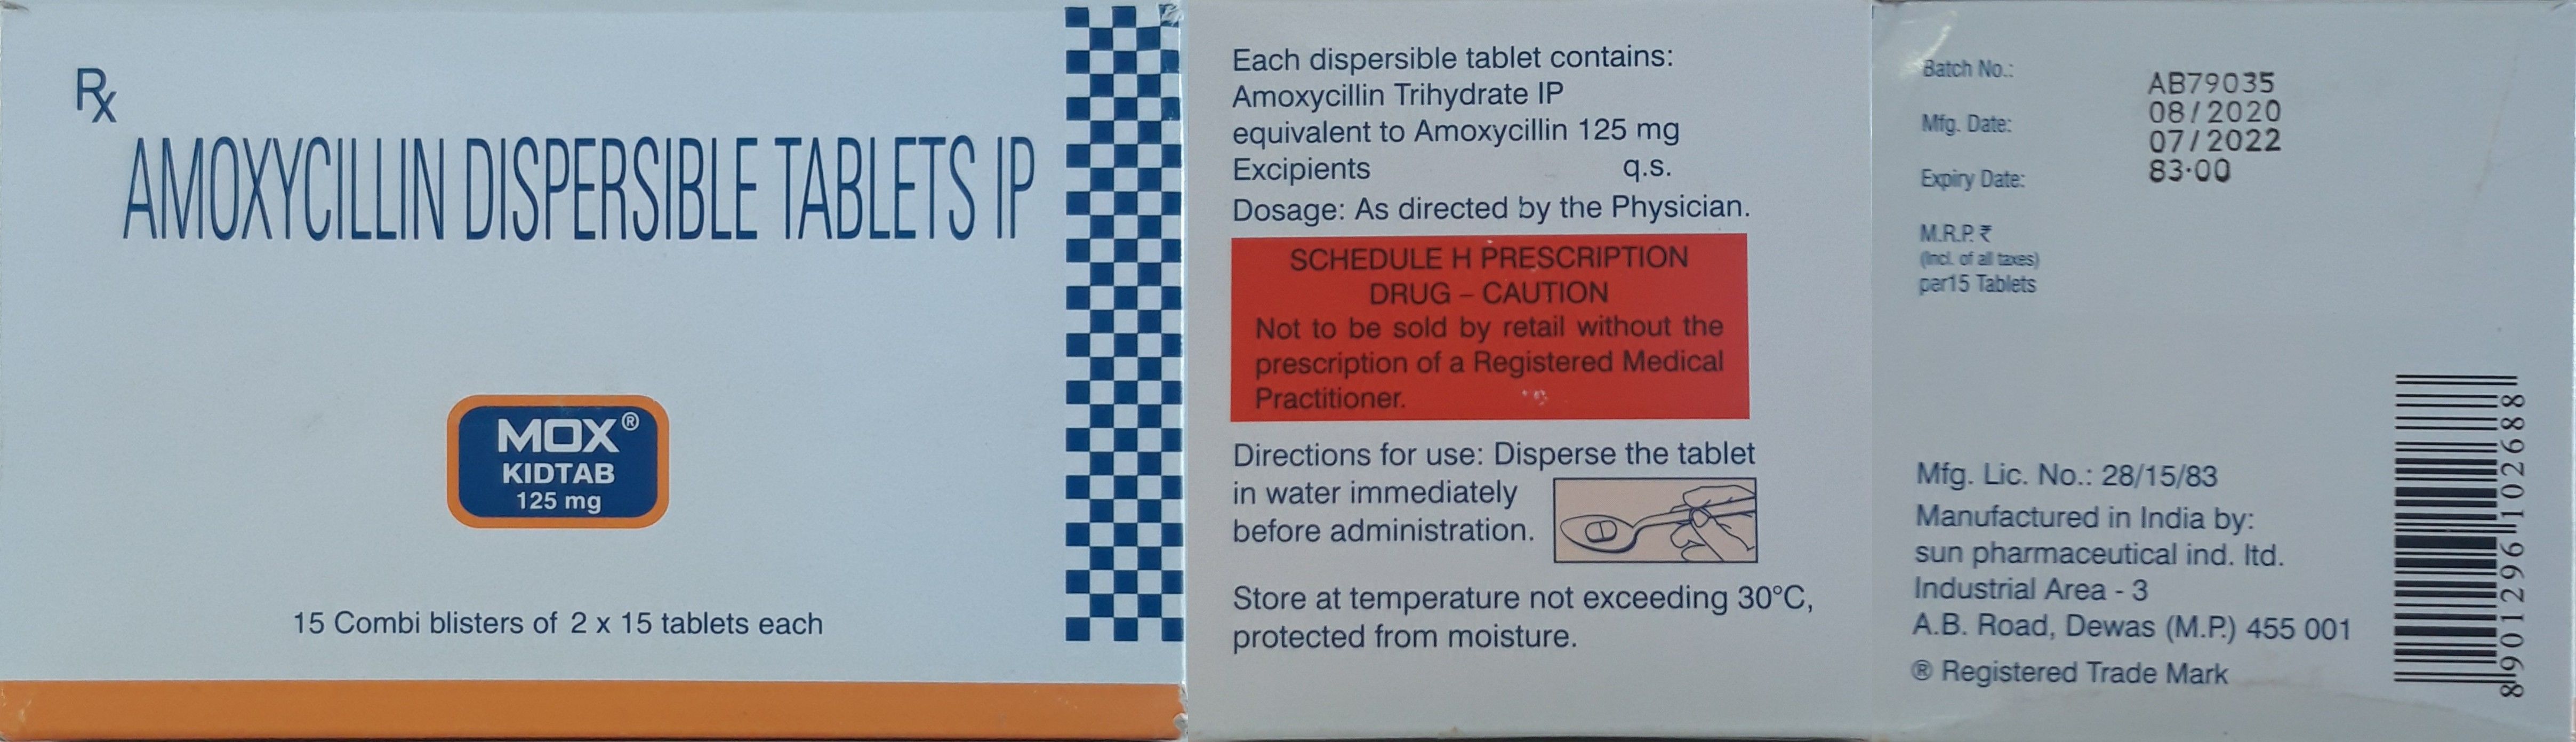 Rx
AMOXYCILLIN DISPERSIBLE TABLETS IP
MOX®
KIDTAB
125 mg
15 Combi blisters of 2 x 15 tablets each
Each dispersible tablet contains:
Amoxycillin Trihydrate IP
equivalent to Amoxycillin 125 mg
Excipients q.s.
Dosage: As directed by the Physician.
SCHEDULE H PRESCRIPTION
DRUG – CAUTION
Not to be sold by retail without the
prescription of a Registered Medical
Practitioner.
Directions for use: Disperse the tablet
in water immediately
before administration.
Store at temperature not exceeding 30°C,
protected from moisture.
Batch No.: AB79035
Mfg. Date: 08/2020
Expiry Date: 07/2022
M.R.P. ₹ 83·00
(Incl. of all taxes)
per15 Tablets
Mfg. Lic. No.: 28/15/83
Manufactured in India by:
sun pharmaceutical ind. ltd.
Industrial Area - 3
A.B. Road, Dewas (M.P.) 455 001
® Registered Trade Mark
8901296102688